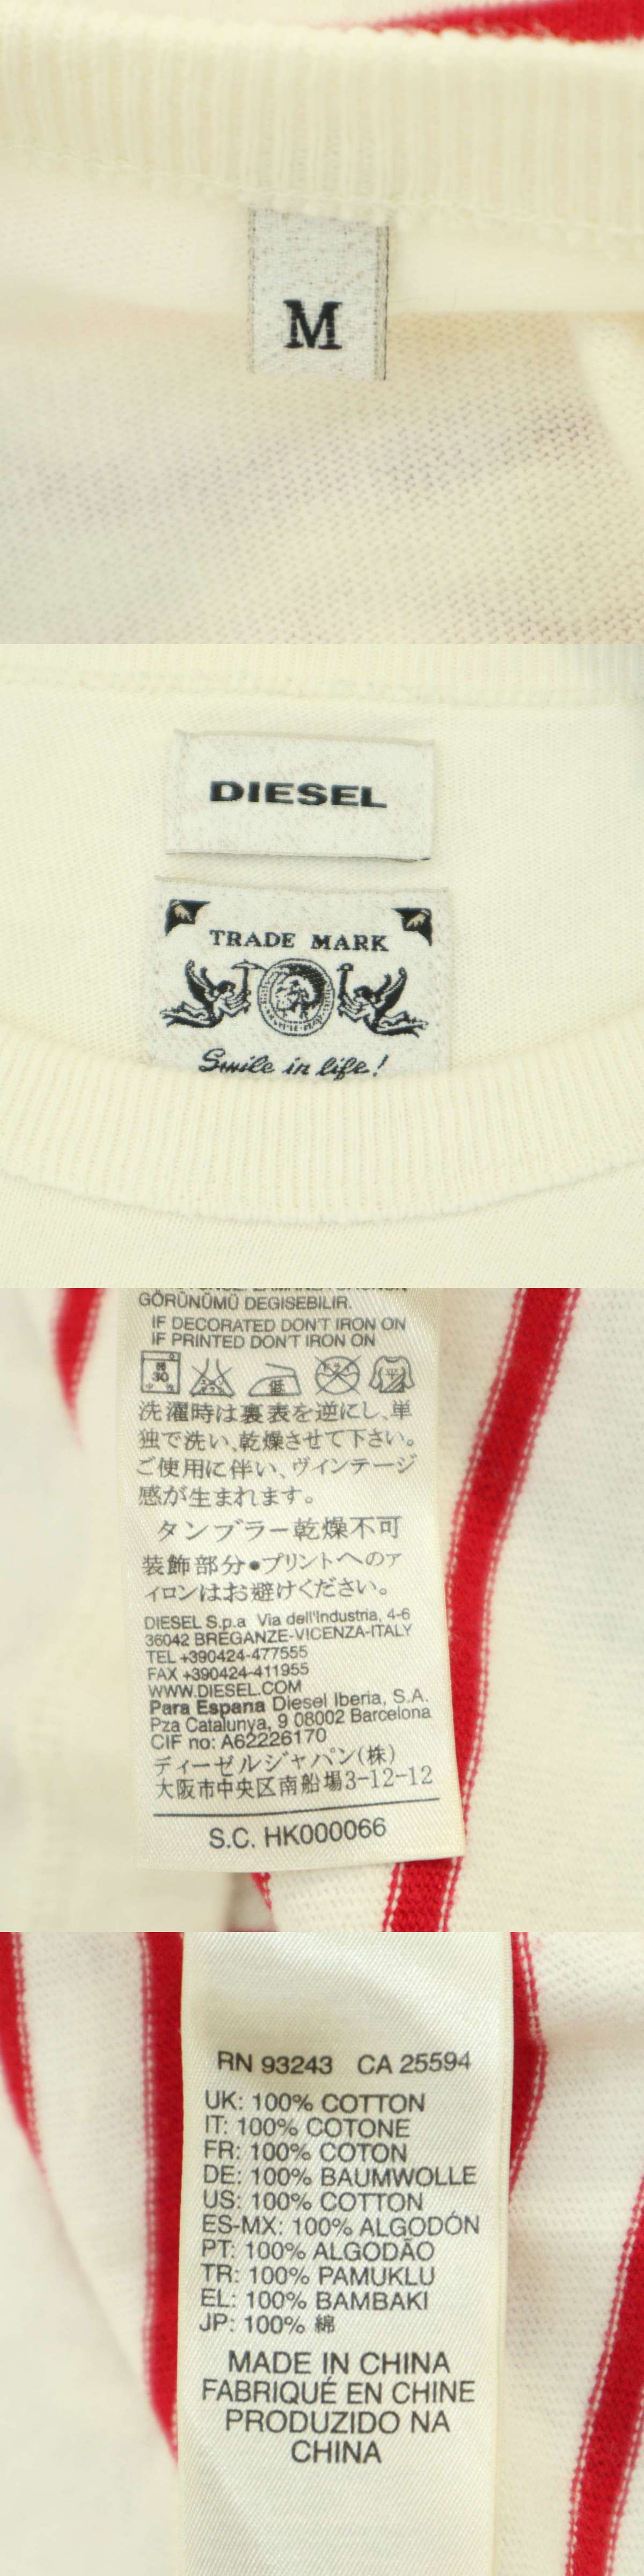 M
DIESEL
TRADE MARK
Smile in life!
GÖRÜNÜMÜ DEGISEBILIR.
IF DECORATED DON'T IRON ON
IF PRINTED DON'T IRON ON
30
低
洗濯時は裏表を逆にし、単
独で洗い、乾燥させて下さい。
ご使用に伴い、ヴィンテージ
感が生まれます。
タンブラー乾燥不可
装飾部分●プリントへのア
イロンはお避けください。
DIESEL S.p.a Via dell'Industria, 4-6
36042 BREGANZE-VICENZA-ITALY
TEL +390424-477555
FAX +390424-411955
WWW.DIESEL.COM
Para Espana Diesel Iberia, S.A.
Pza Catalunya, 9 08002 Barcelona
CIF no: A62226170
ディーゼルジャパン(株)
大阪市中央区南船場3-12-12
S.C. HK000066
RN 93243 CA 25594
UK: 100% COTTON
IT: 100% COTONE
FR: 100% COTON
DE: 100% BAUMWOLLE
US: 100% COTTON
ES-MX: 100% ALGODÓN
PT: 100% ALGODÃO
TR: 100% PAMUKLU
EL: 100% BAMBAKI
JP: 100% 綿
MADE IN CHINA
FABRIQUÉ EN CHINE
PRODUZIDO NA
CHINA